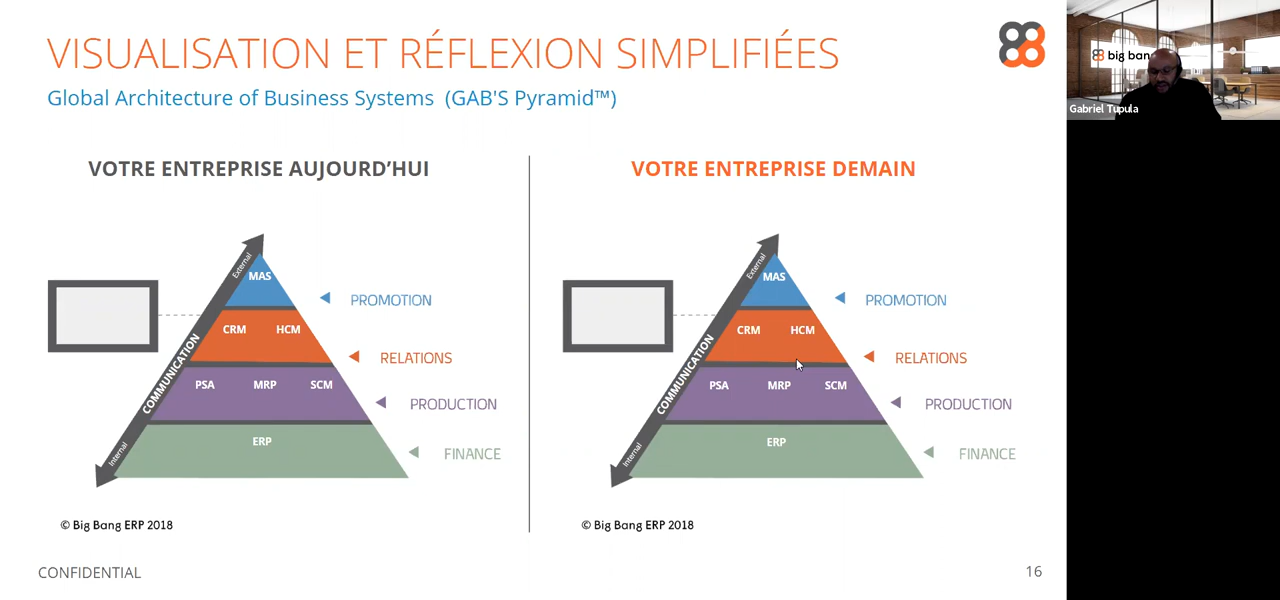 VISUALISATION ET RÉFLEXION SIMPLIFIÉES
Global Architecture of Business Systems (GAB'S Pyramid™)
VOTRE ENTREPRISE AUJOURD'HUI
External
MAS
PROMOTION
CRM HCM
COMMUNICATION
RELATIONS
PSA MRP SCM
PRODUCTION
ERP
Internal
FINANCE
© Big Bang ERP 2018
VOTRE ENTREPRISE DEMAIN
External
MAS
PROMOTION
CRM HCM
COMMUNICATION
RELATIONS
PSA MRP SCM
PRODUCTION
ERP
Internal
FINANCE
© Big Bang ERP 2018
CONFIDENTIAL
16
big bang
Gabriel Tupula